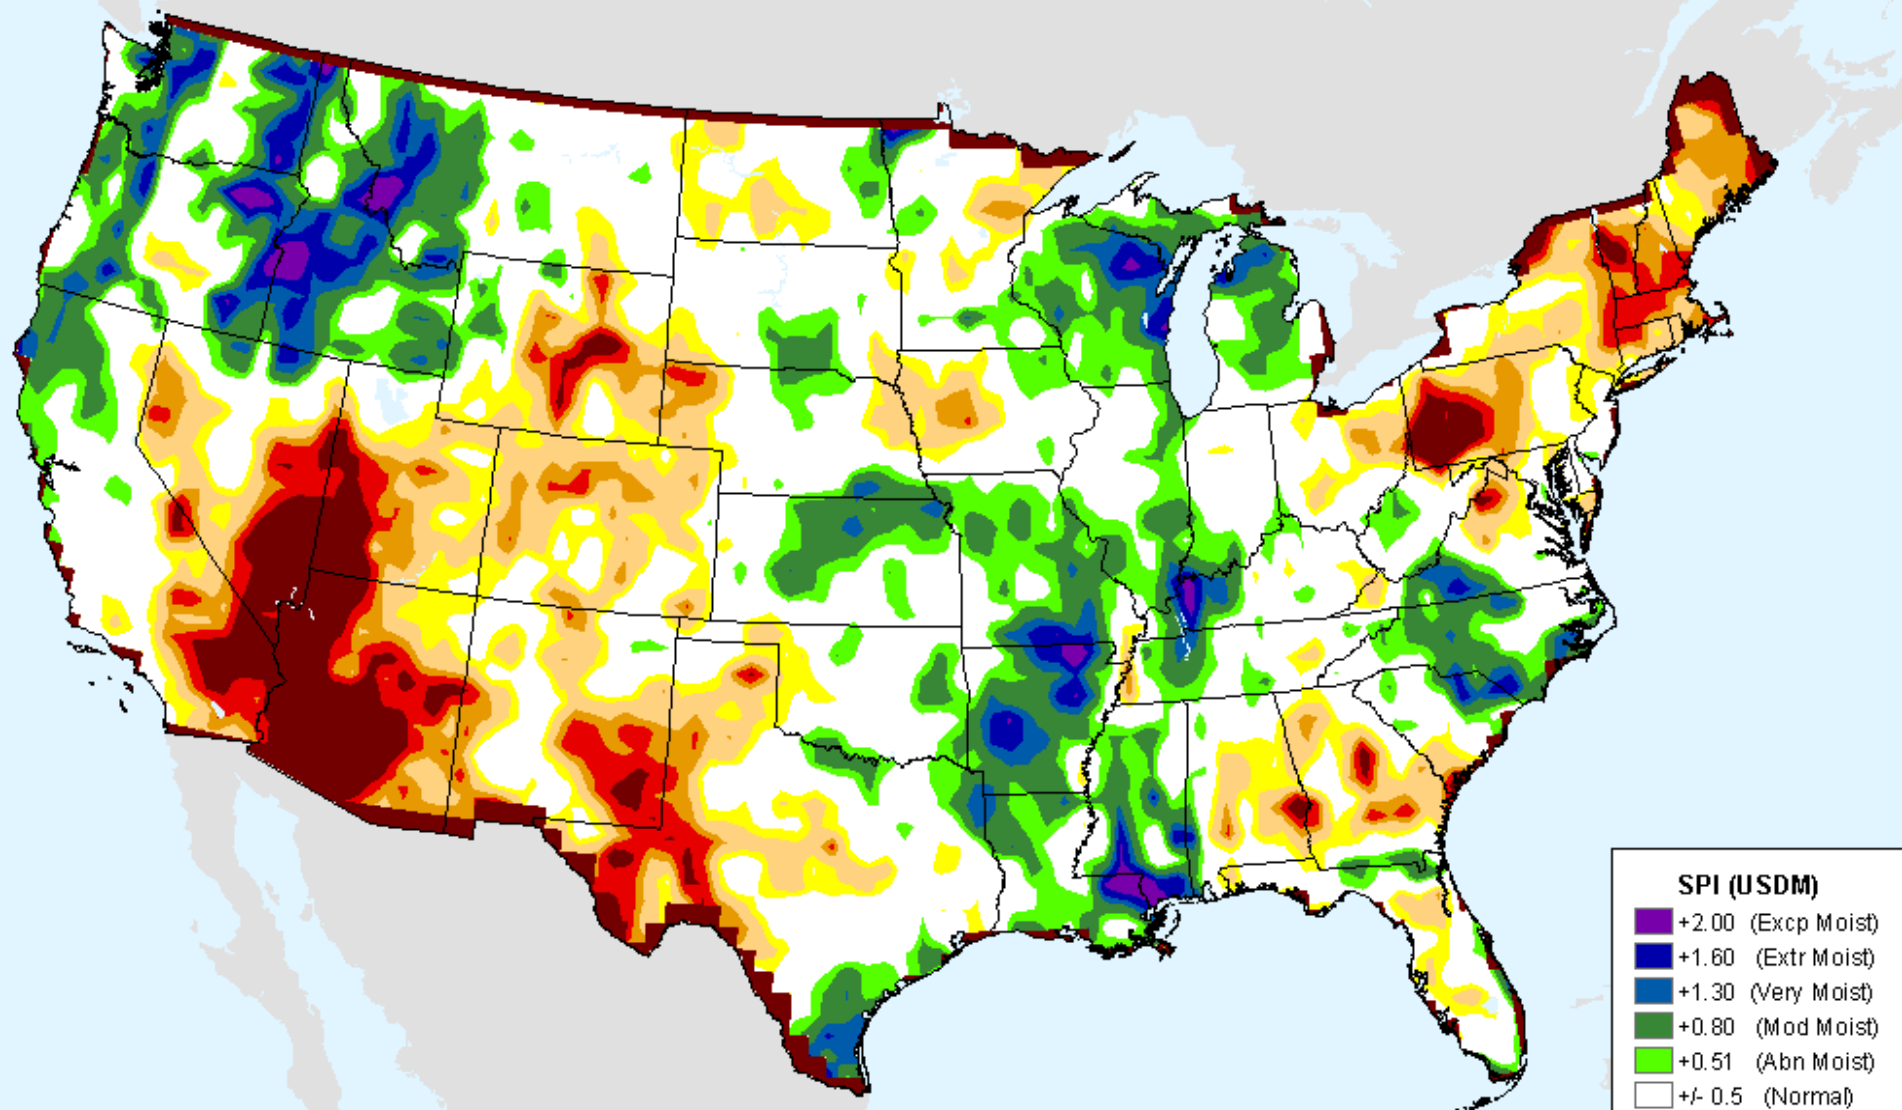 SPI (USDM)
+2.00 (Excp Moist)
+1.60 (Extr Moist)
+1.30 (Very Moist)
+0.80 (Mod Moist)
+0.51 (Abn Moist)
+/- 0.5 (Normal)